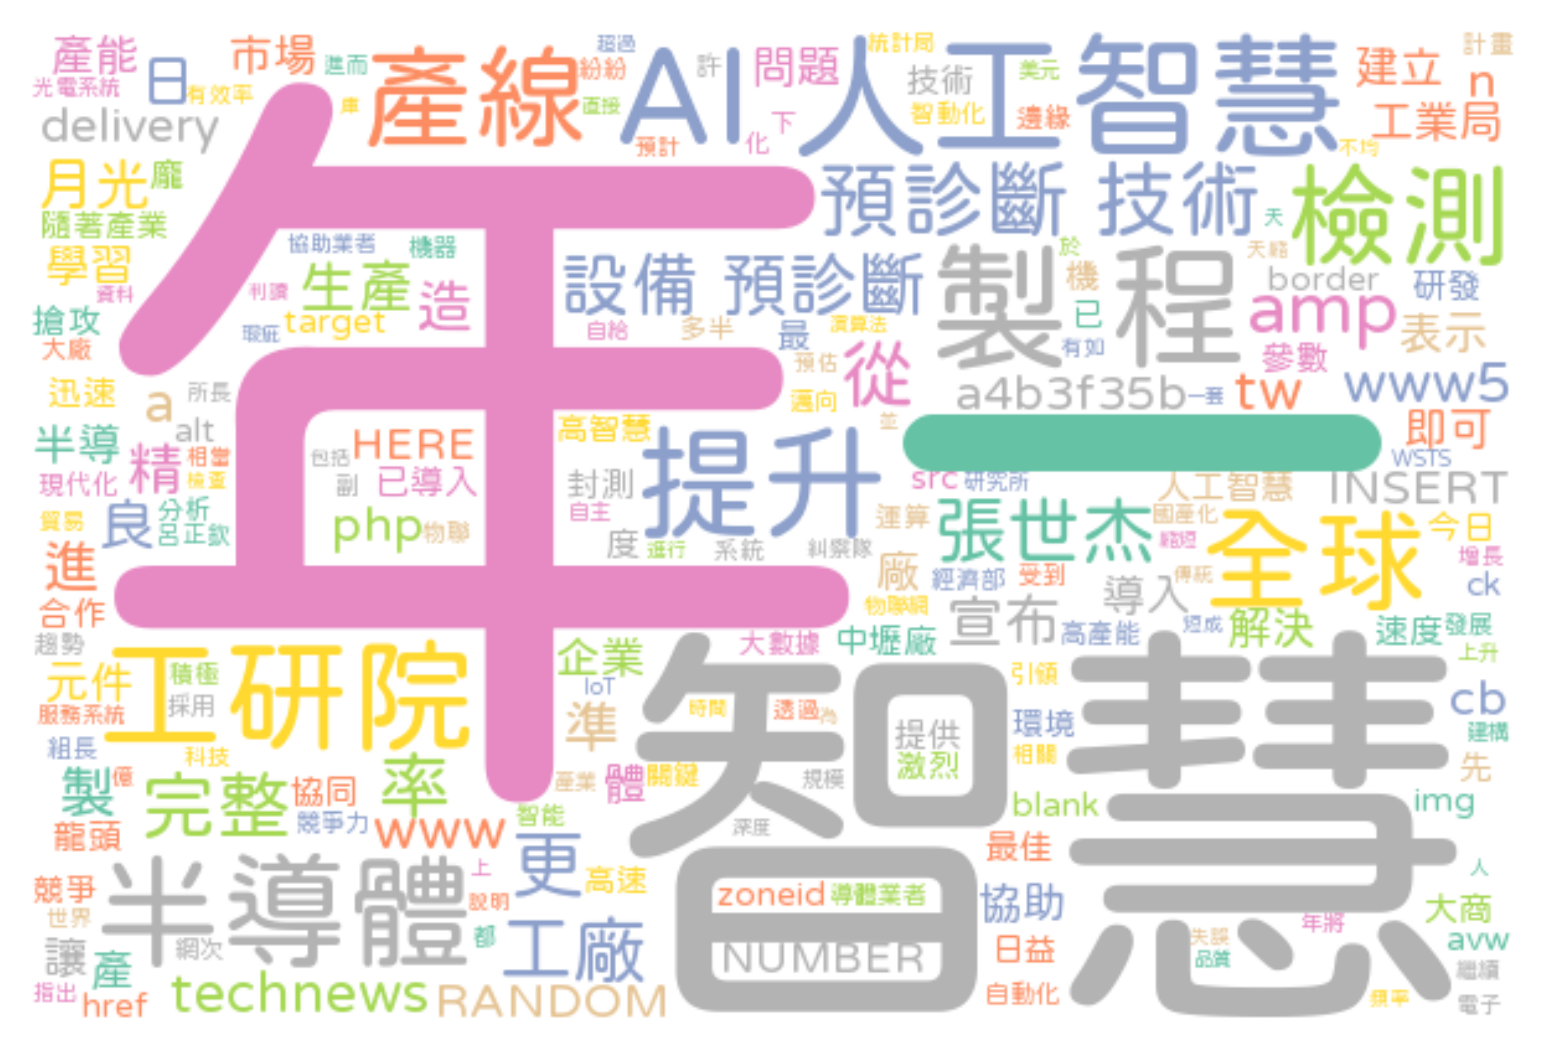 產能 日 市場 進而 產線 紛紛 超過 AI 許 問題 人工智慧 統計局 技術 美元 建立 n 計畫
光電系統 有效率 庫 直接 智動化 邊緣 工業局
delivery 預計 化 下 不均
月光 龐 預診斷 技術 天 檢測
隨著產業 協助業者 機器 製程 於 天縮
學習 資料 利讀 生產 造 設備 預診斷 機 border 研發
搶攻 瑕疵 target 自給 多半 最 演算法 已 amp 表示
大廠 預估 從 有如 參數
迅速 a 所長 邁向 a4b3f35b 一套 tw www5
半導 alt 高智慧 並 一 即可
精 相當 包括 HERE 提升 WSTS
現代化 檢查 副 已導入 封測 src 研究所 人工智慧 INSERT
貿易 良 分析 php 物聯 自主 運算 張世杰 國產化 全球 今日
呂正欽 年 度 進行 系統 糾察隊 縮短 增長
進 廠 經濟部 受到 傳統 ck
合作 物聯網 宣布 導入
趨勢 企業 大數據 中壢廠 高產能 短成 解決 速度 發展
元件 工研院 積極 IoT 智慧 引領 上升
服務系統 採用 準 時間 透過 尚 提供 環境 cb
組長 科技 激烈 相關 建構
製 億 完整 協同 率 產業 體 關鍵 規模 先
龍頭 競爭力 www 智能 深度 blank img
競爭 半導體 上 更 高速 最佳 人
世界 說明 zoneid 導體業者 協助 年將 大商
讓 產 網次 都 工廠 NUMBER 日益 失誤 品質 avw
指出 href technews RANDOM 自動化 頻率 繼續
電子